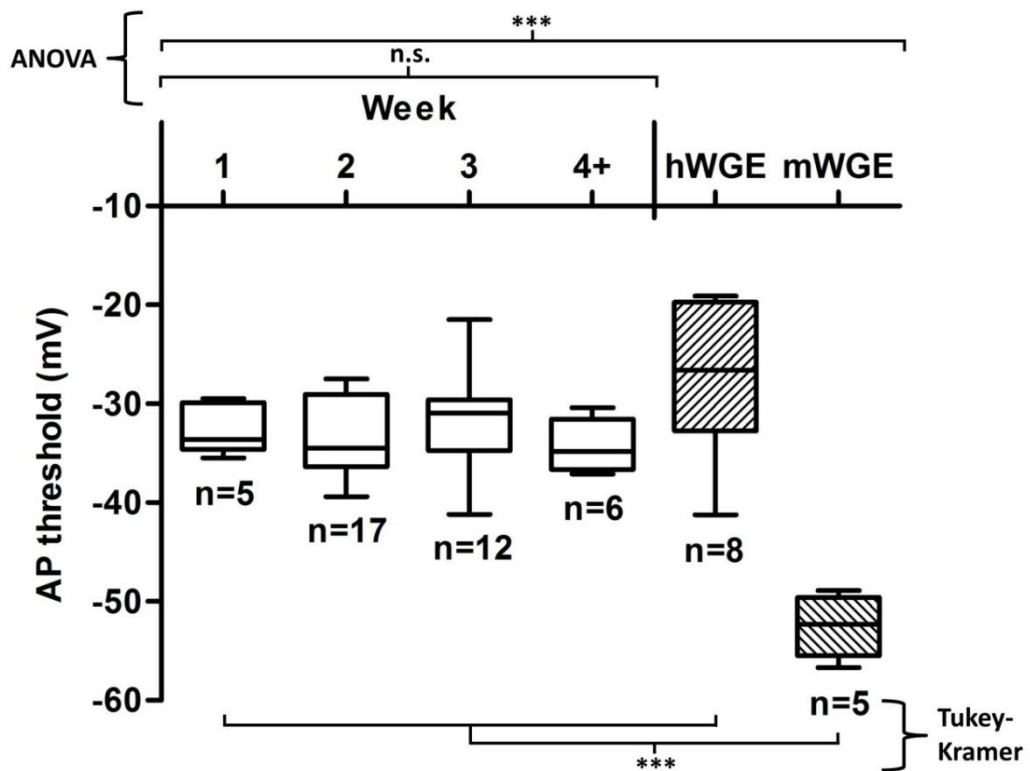 ***
ANOVA
n.s.
Week
1 2 3 4+ hWGE mWGE
-10
-20
-30
-40
-50
-60
AP threshold (mV)
n=5
n=17
n=12
n=6
n=8
n=5
***
Tukey-
Kramer